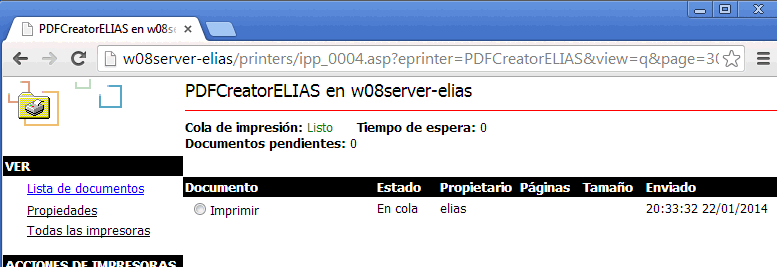 PDFCreatorELIAS en w08se
w08server-elias/printers/ipp_0004.asp?eprinter=PDFCreatorELIAS&view=q&page=30
PDFCreatorELIAS en w08server-elias
Cola de impresión: Listo Tiempo de espera: 0
Documentos pendientes: 0
VER
Lista de documentos
Propiedades
Todas las impresoras
ACCIONES DE IMPRESORAS
Documento Estado Propietario Páginas Tamaño Enviado
Imprimir En cola elias 20:33:32 22/01/2014